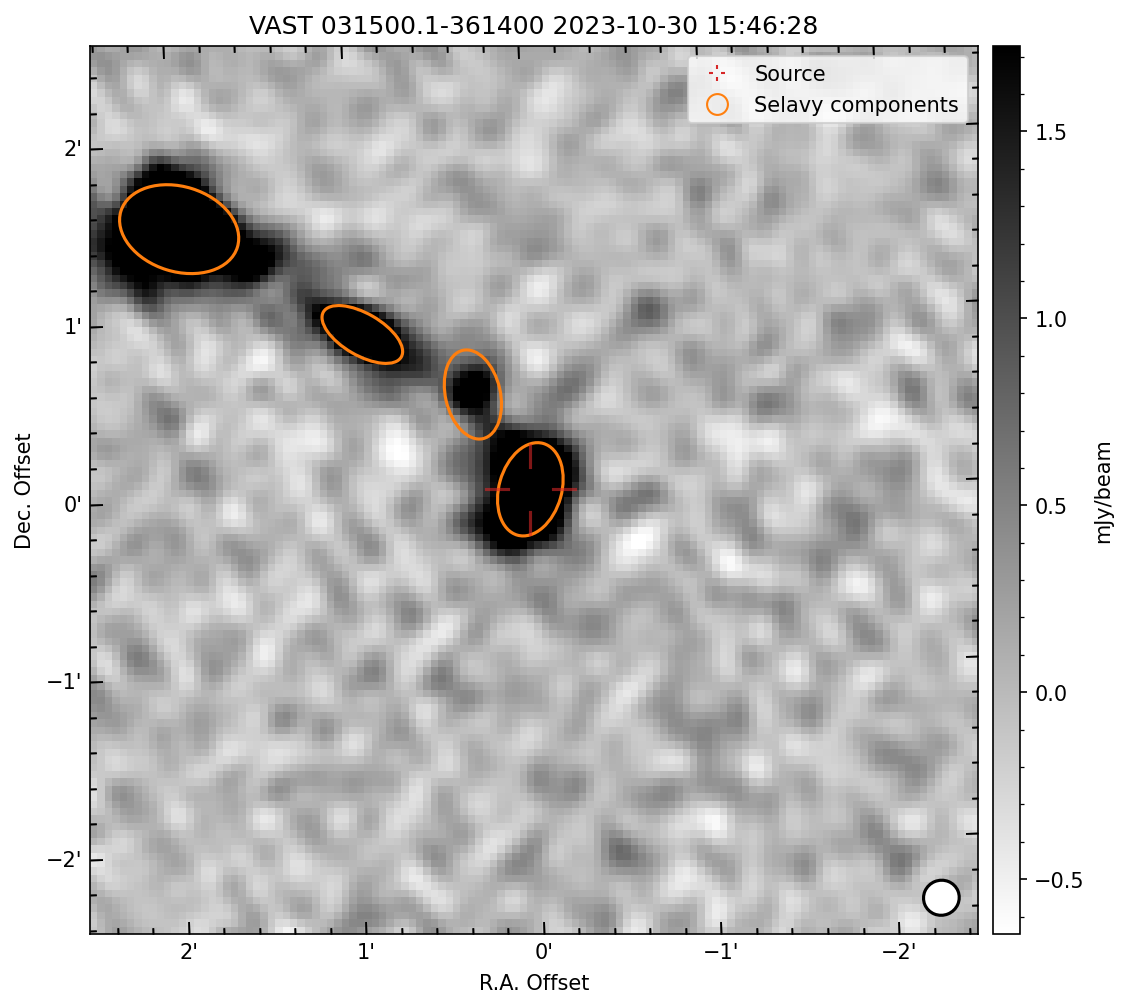 VAST 031500.1-361400 2023-10-30 15:46:28
Source
Selavy components
2'
1'
0'
−1'
−2'
Dec. Offset
2'
1'
0'
−1'
−2'
R.A. Offset
1.5
1.0
0.5
0.0
−0.5
mJy/beam